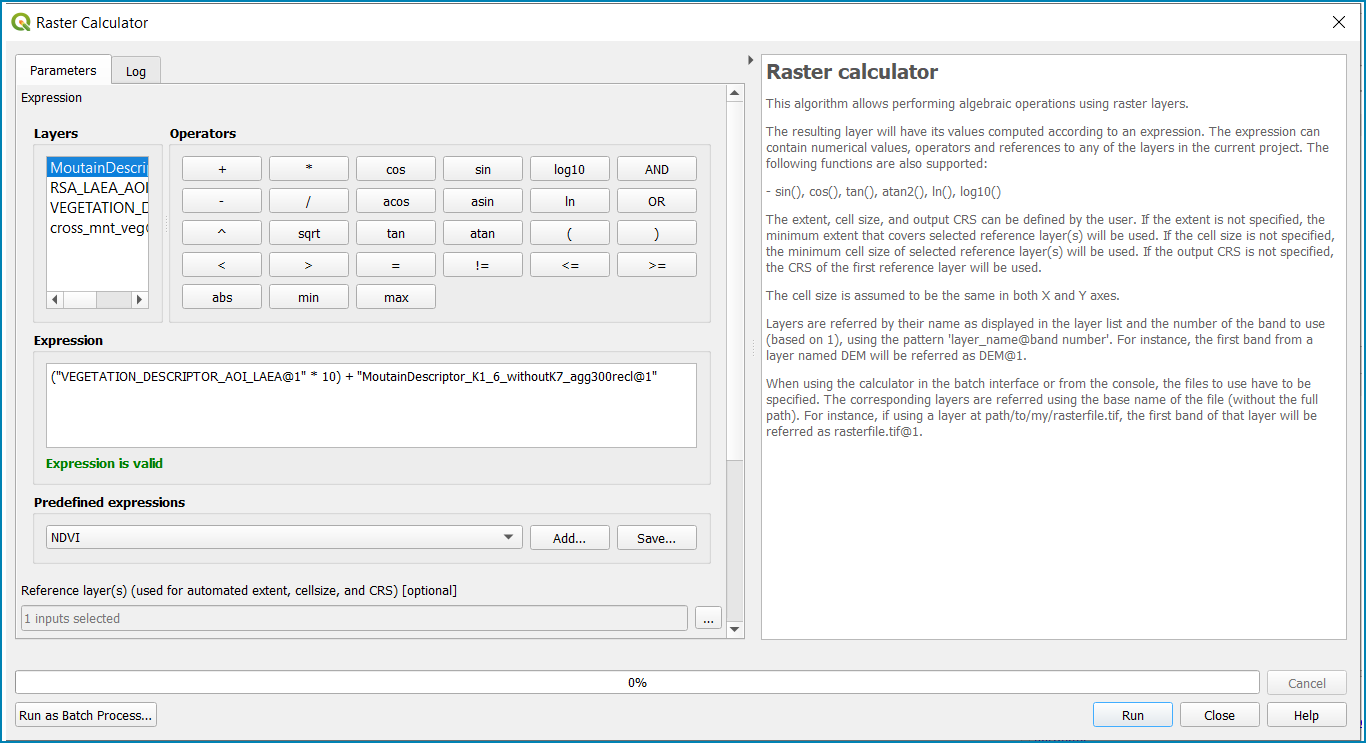 Raster Calculator
Parameters
Log
Expression
Layers
Operators
MoutainDescri
RSA_LAEA_AOI
VEGETATION_D
cross_mnt_veg
+ * cos sin log10 AND
- / acos asin ln OR
^ sqrt tan atan ( )
< > = != <= >=
abs min max
Expression
("VEGETATION_DESCRIPTOR_AOI_LAEA@1" * 10) + "MoutainDescriptor_K1_6_withoutK7_agg300recl@1"
Expression is valid
Predefined expressions
NDVI
Add...
Save...
Reference layer(s) (used for automated extent, cellsize, and CRS) [optional]
1 inputs selected
...
Raster calculator
This algorithm allows performing algebraic operations using raster layers.
The resulting layer will have its values computed according to an expression. The expression can
contain numerical values, operators and references to any of the layers in the current project. The
following functions are also supported:
- sin(), cos(), tan(), atan2(), ln(), log10()
The extent, cell size, and output CRS can be defined by the user. If the extent is not specified, the
minimum extent that covers selected reference layer(s) will be used. If the cell size is not specified,
the minimum cell size of selected reference layer(s) will be used. If the output CRS is not specified,
the CRS of the first reference layer will be used.
The cell size is assumed to be the same in both X and Y axes.
Layers are referred by their name as displayed in the layer list and the number of the band to use
(based on 1), using the pattern 'layer_name@band number'. For instance, the first band from a
layer named DEM will be referred as DEM@1.
When using the calculator in the batch interface or from the console, the files to use have to be
specified. The corresponding layers are referred using the base name of the file (without the full
path). For instance, if using a layer at path/to/my/rasterfile.tif, the first band of that layer will be
referred as rasterfile.tif@1.
0%
Cancel
Run as Batch Process...
Run
Close
Help